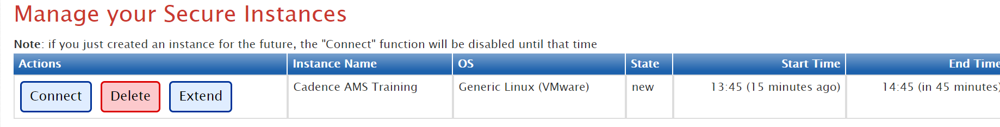 Manage your Secure Instances
Note: if you just created an instance for the future, the "Connect" function will be disabled until that time
Actions Instance Name OS State Start Time End Time
Connect Delete Extend Cadence AMS Training Generic Linux (VMware) new 13:45 (15 minutes ago) 14:45 (in 45 minutes)